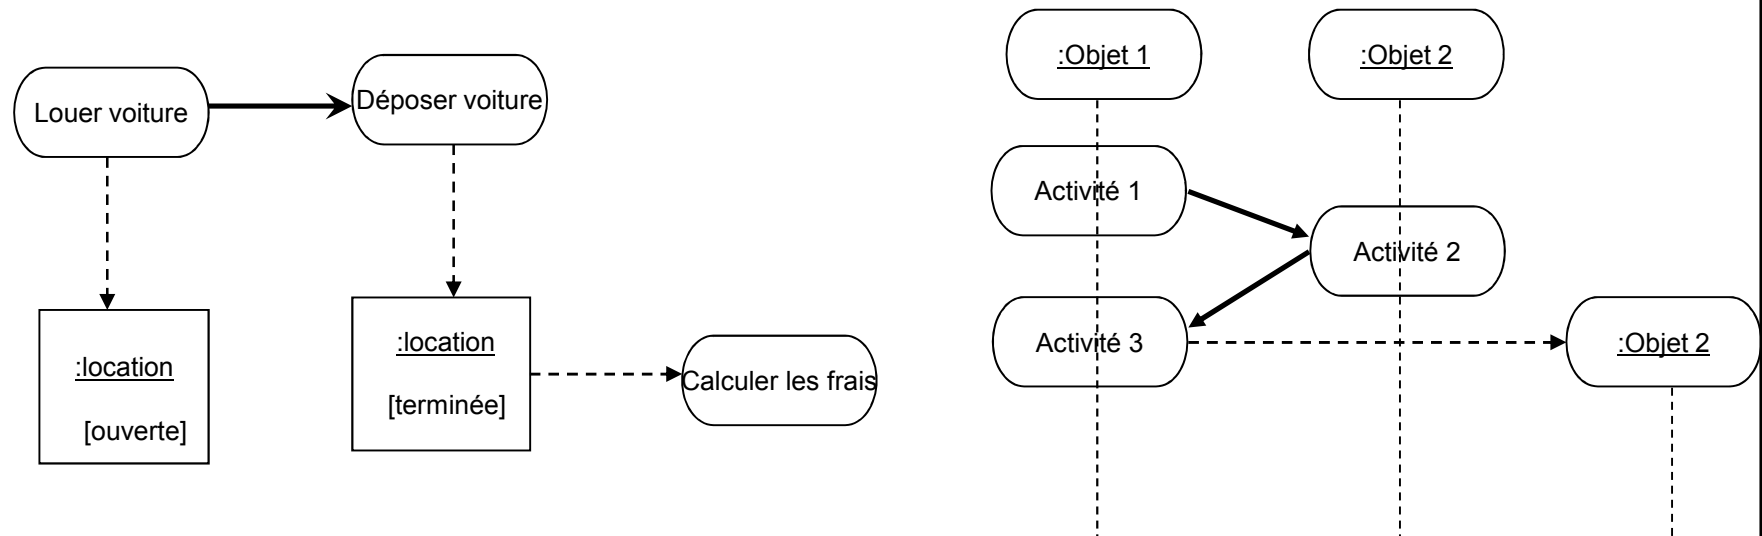 Louer voiture
Déposer voiture
:location
[ouverte]
:location
[terminée]
Calculer les frais
:Objet 1
:Objet 2
Activité 1
Activité 2
Activité 3
:Objet 2